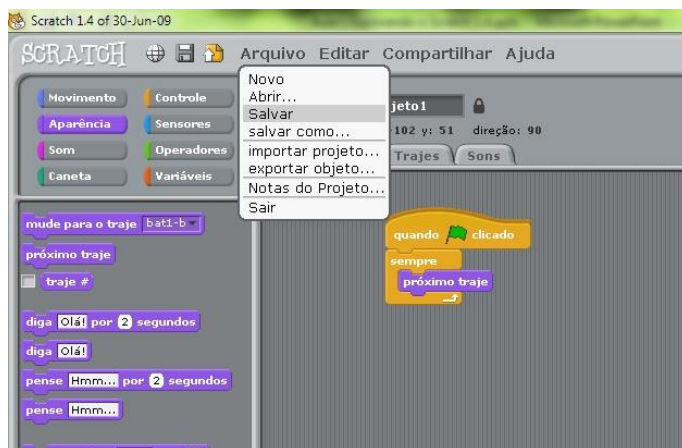 Scratch 1.4 of 30-Jun-09
SCRATCH Arquivo Editar Compartilhar Ajuda
Novo
Abrir...
Salvar
salvar como...
importar projeto...
exportar objeto...
Notas do Projeto...
Sair
Movimento Controle
Aparência Sensores
Som Operadores
Caneta Variáveis
jeto1
102 y: 51 direção: 90
Trajes Sons
mude para o traje bat1-b
próximo traje
traje #
diga Olá! por 2 segundos
diga Olá!
pense Hmm... por 2 segundos
pense Hmm...
quando clicado
sempre
próximo traje